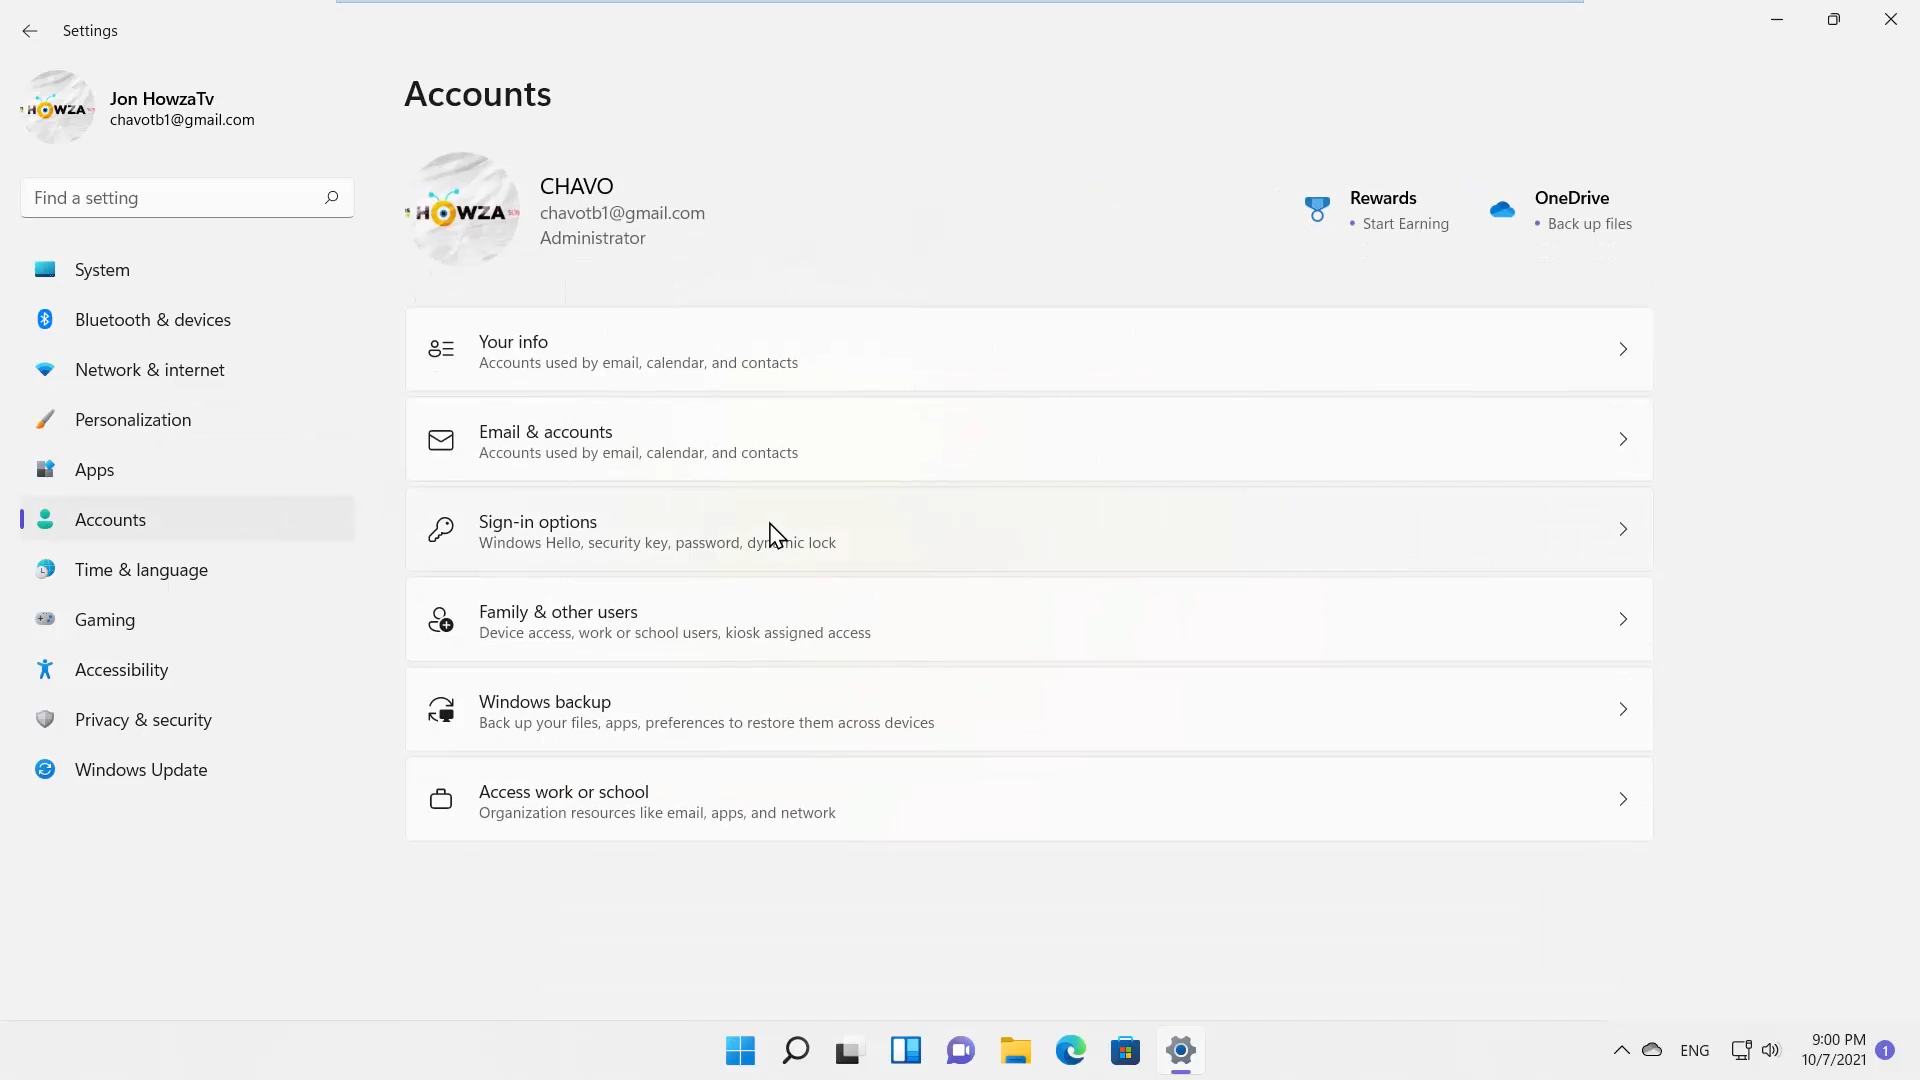 Settings
Jon HowzaTv
chavotb1@gmail.com
Find a setting
System
Bluetooth & devices
Network & internet
Personalization
Apps
Accounts
Time & language
Gaming
Accessibility
Privacy & security
Windows Update
Accounts
HOWZA
CHAVO
chavotb1@gmail.com
Administrator
Rewards
• Start Earning
OneDrive
• Back up files
Your info
Accounts used by email, calendar, and contacts
Email & accounts
Accounts used by email, calendar, and contacts
Sign-in options
Windows Hello, security key, password, dynamic lock
Family & other users
Device access, work or school users, kiosk assigned access
Windows backup
Back up your files, apps, preferences to restore them across devices
Access work or school
Organization resources like email, apps, and network
ENG
9:00 PM
10/7/2021
1